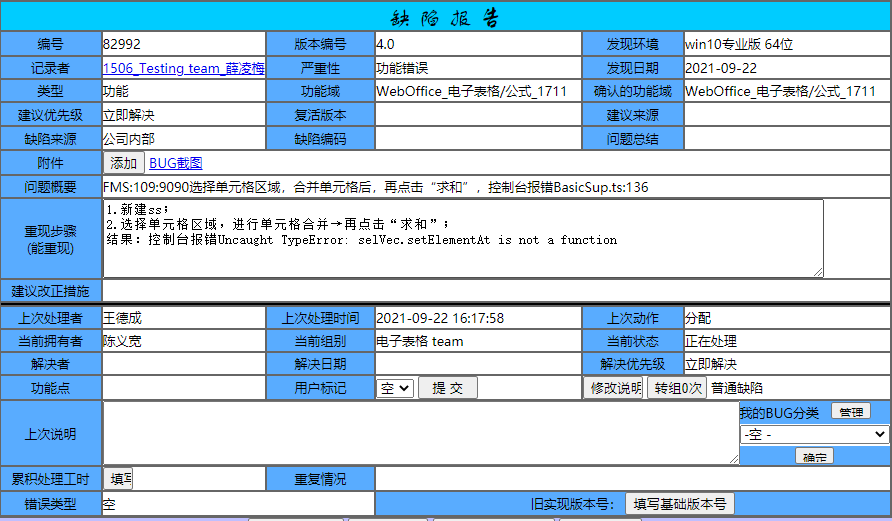 缺陷报告
编号 82992 版本编号 4.0 发现环境 win10专业版 64位
记录者 1506_Testing team_薛凌梅 严重性 功能错误 发现日期 2021-09-22
类型 功能 功能域 WebOffice_电子表格/公式_1711 确认的功能域 WebOffice_电子表格/公式_1711
建议优先级 立即解决 复活版本 建议来源
缺陷来源 公司内部 缺陷编码 问题总结
附件 添加 BUG截图
问题概要 FMS:109:9090选择单元格区域，合并单元格后，再点击“求和”，控制台报错BasicSup.ts:136
重现步骤
(能重现)
1.新建ss;
2.选择单元格区域，进行单元格合并→再点击“求和”;
结果：控制台报错Uncaught TypeError: selVec.setElementAt is not a function
建议改正措施
上次处理者 王德成 上次处理时间 2021-09-22 16:17:58 上次动作 分配
当前拥有者 陈义宽 当前组别 电子表格 team 当前状态 正在处理
解决者 解决日期 解决优先级 立即解决
功能点 用户标记 空 提 交 修改说明 转组0次 普通缺陷
上次说明
我的BUG分类 管理
-空 -
确定
累积处理工时 填写 重复情况
错误类型 空 旧实现版本号： 填写基础版本号